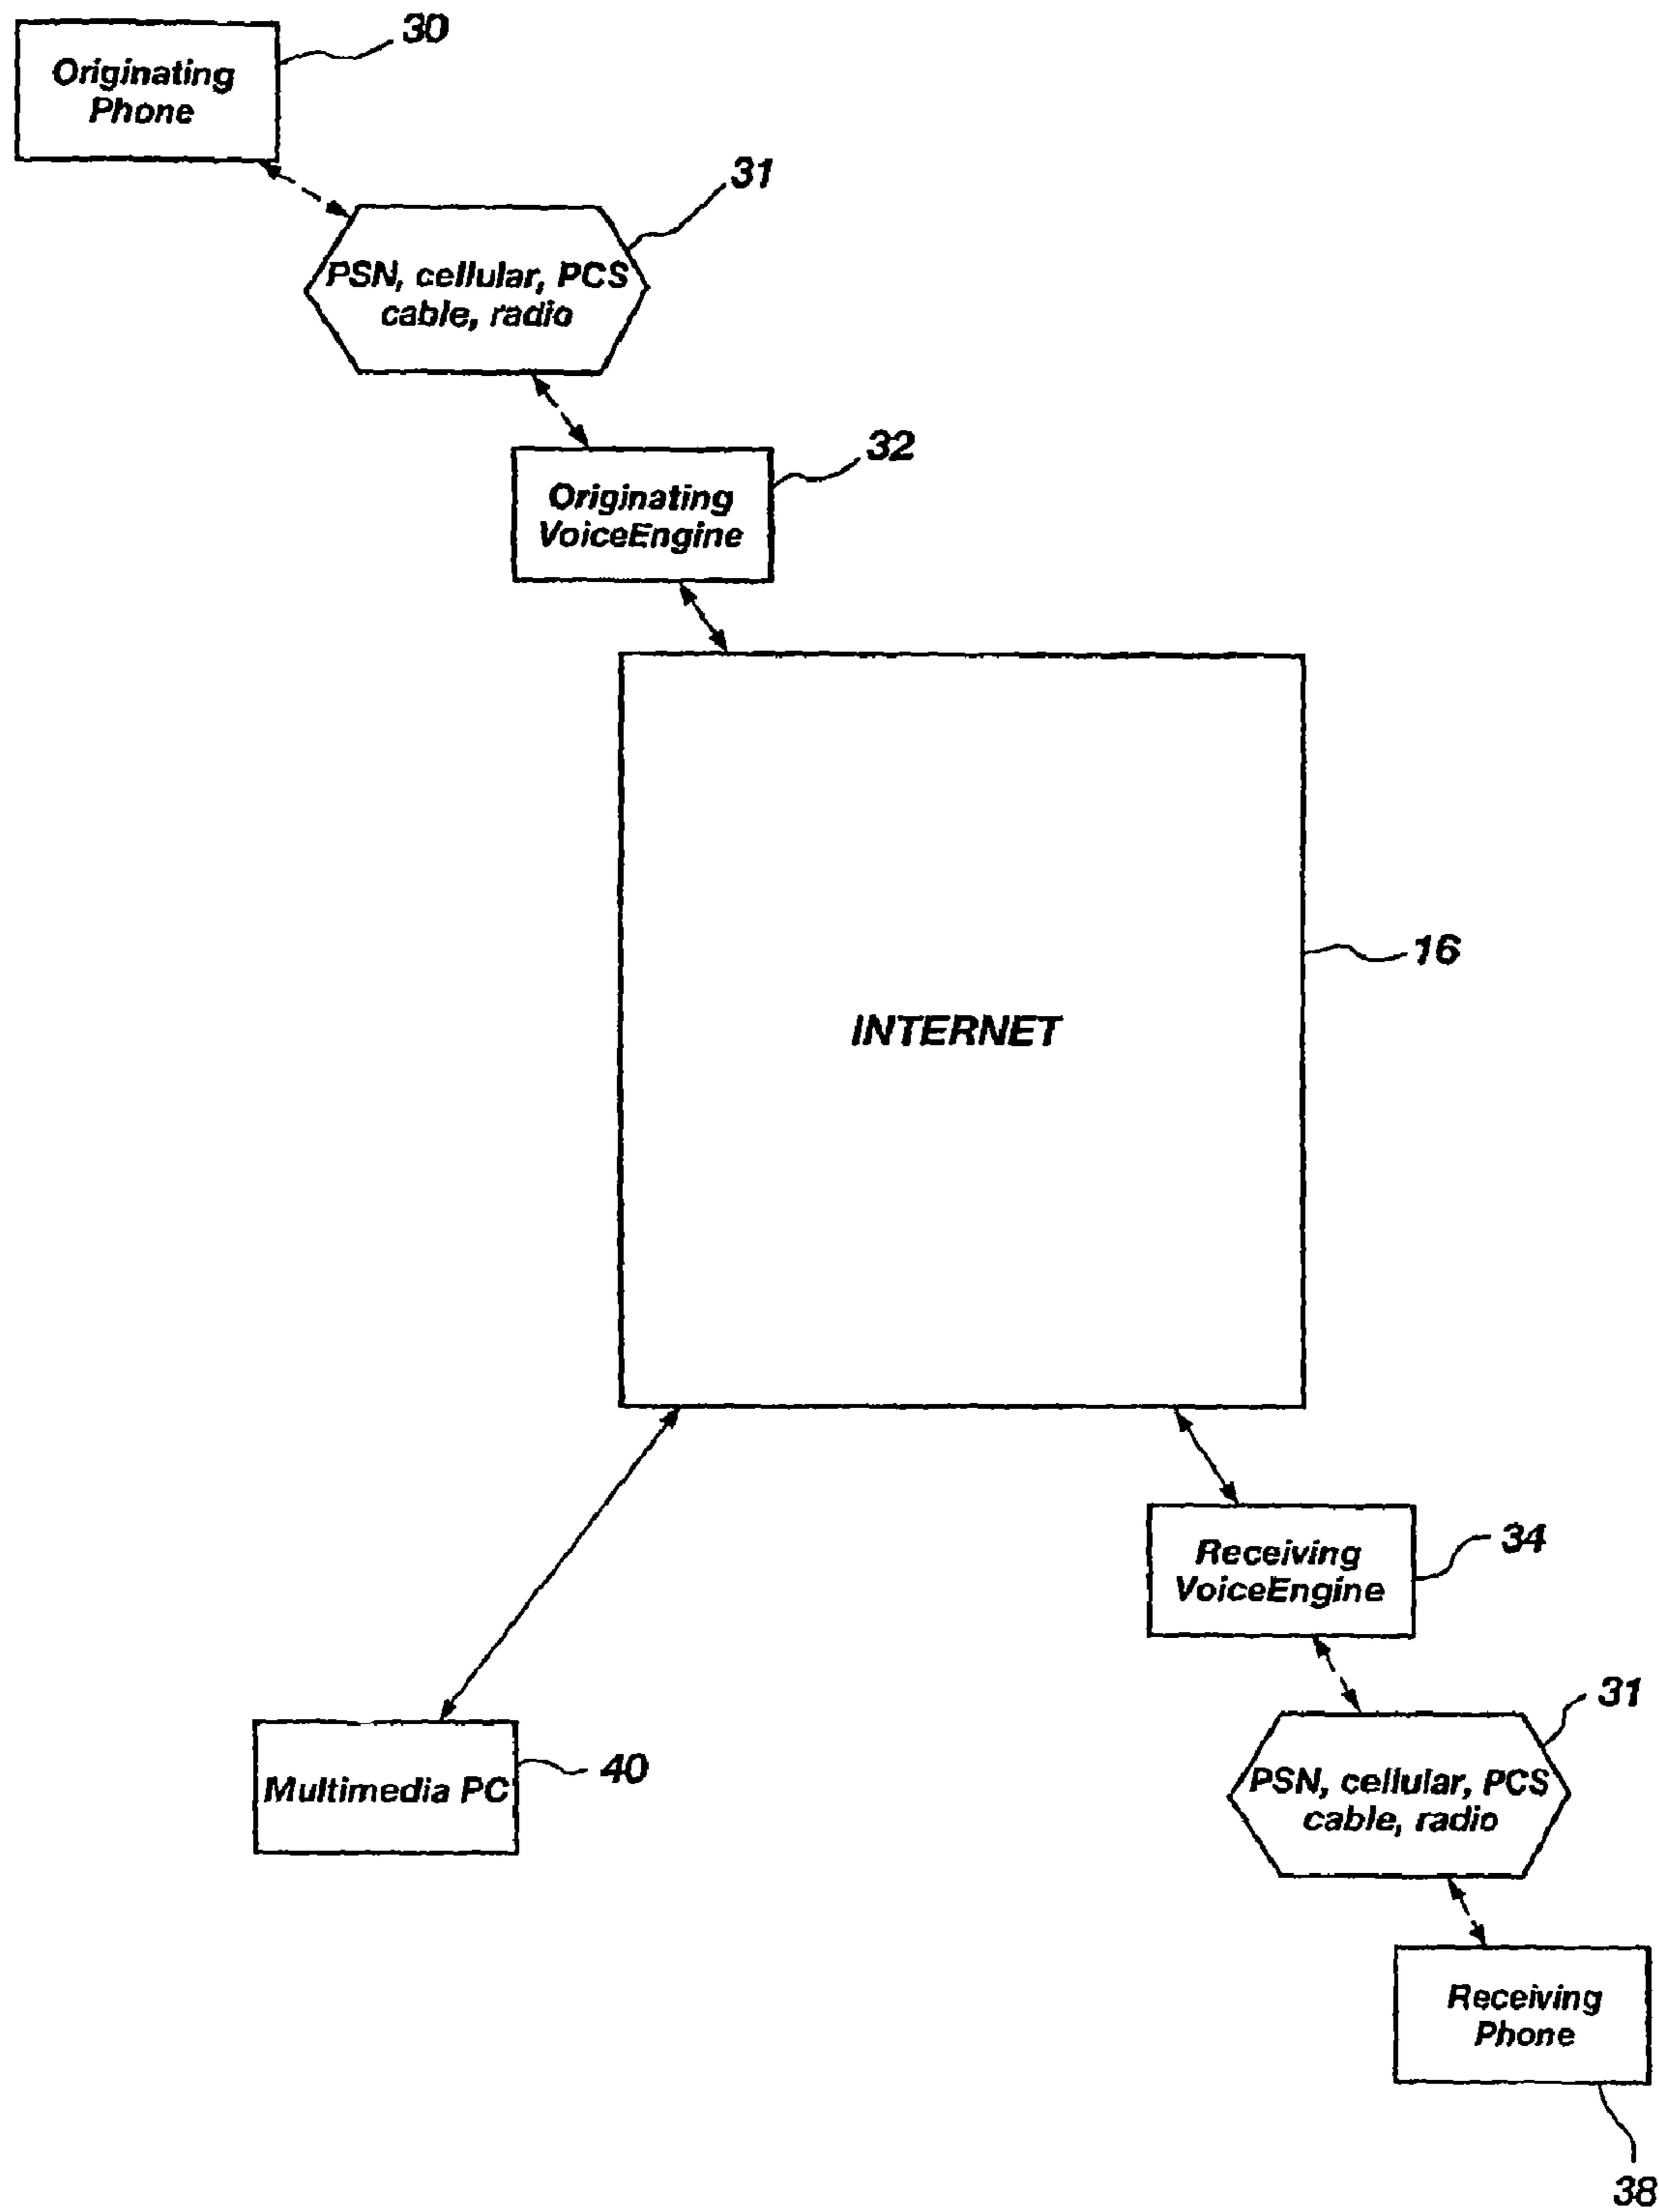 30
Originating
Phone
31
PSN, cellular, PCS
cable, radio
32
Originating
VoiceEngine
16
INTERNET
34
Receiving
VoiceEngine
31
40
Multimedia PC
PSN, cellular, PCS
cable, radio
Receiving
Phone
38